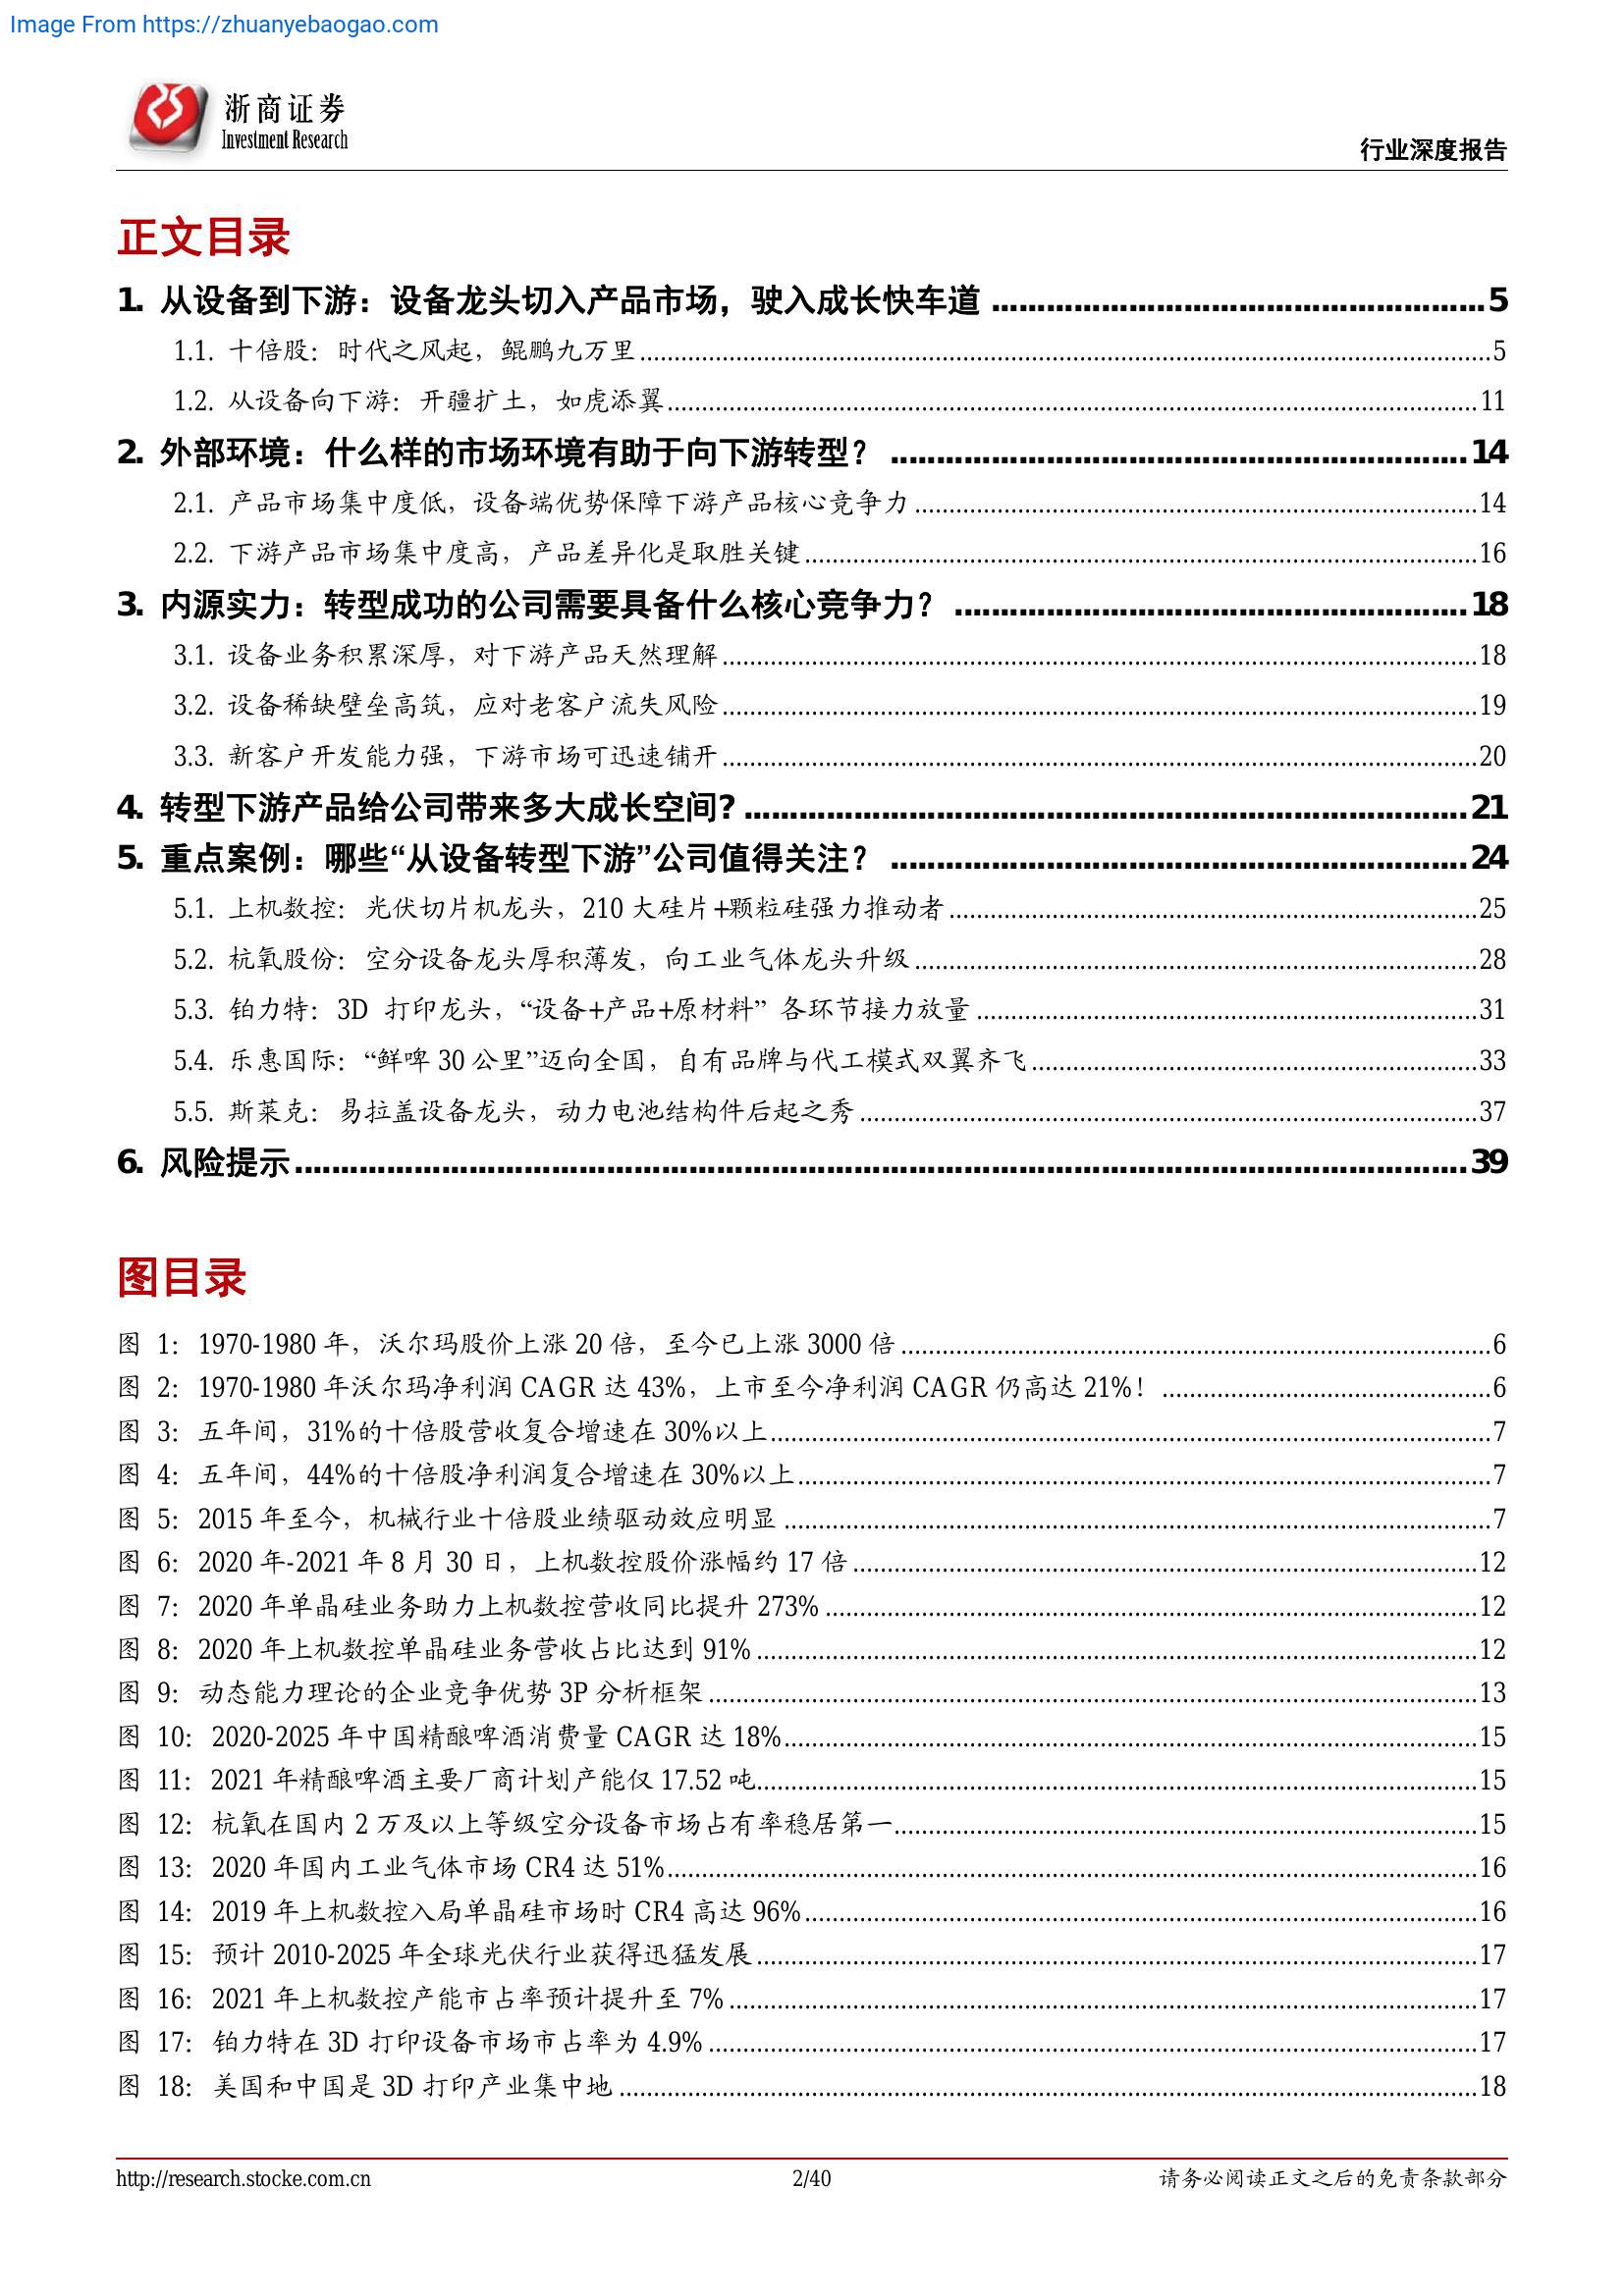 Image From https://zhuanyebaogao.com
浙商证券
Investment Research
行业深度报告
正文目录
1. 从设备到下游：设备龙头切入产品市场，驶入成长快车道 ........ 5
1.1. 十倍股：时代之风起，鲲鹏九万里 ........ 5
1.2. 从设备向下游：开疆扩土，如虎添翼 ........ 11
2. 外部环境：什么样的市场环境有助于向下游转型？ ........ 14
2.1. 产品市场集中度低，设备端优势保障下游产品核心竞争力 ........ 14
2.2. 下游产品市场集中度高，产品差异化是取胜关键 ........ 16
3. 内源实力：转型成功的公司需要具备什么核心竞争力？ ........ 18
3.1. 设备业务积累深厚，对下游产品天然理解 ........ 18
3.2. 设备稀缺壁垒高筑，应对老客户流失风险 ........ 19
3.3. 新客户开发能力强，下游市场可迅速铺开 ........ 20
4. 转型下游产品给公司带来多大成长空间? ........ 21
5. 重点案例：哪些“从设备转型下游”公司值得关注？ ........ 24
5.1. 上机数控：光伏切片机龙头，210 大硅片+颗粒硅强力推动者 ........ 25
5.2. 杭氧股份：空分设备龙头厚积薄发，向工业气体龙头升级 ........ 28
5.3. 铂力特：3D 打印龙头，“设备+产品+原材料” 各环节接力放量 ........ 31
5.4. 乐惠国际：“鲜啤 30 公里”迈向全国，自有品牌与代工模式双翼齐飞 ........ 33
5.5. 斯莱克：易拉盖设备龙头，动力电池结构件后起之秀 ........ 37
6. 风险提示 ........ 39
图目录
图 1：1970-1980 年，沃尔玛股价上涨 20 倍，至今已上涨 3000 倍 ........ 6
图 2：1970-1980 年沃尔玛净利润 CAGR 达 43%，上市至今净利润 CAGR 仍高达 21%！ ........ 6
图 3：五年间，31%的十倍股营收复合增速在 30%以上 ........ 7
图 4：五年间，44%的十倍股净利润复合增速在 30%以上 ........ 7
图 5：2015 年至今，机械行业十倍股业绩驱动效应明显 ........ 7
图 6：2020 年-2021 年 8 月 30 日，上机数控股价涨幅约 17 倍 ........ 12
图 7：2020 年单晶硅业务助力上机数控营收同比提升 273% ........ 12
图 8：2020 年上机数控单晶硅业务营收占比达到 91% ........ 12
图 9：动态能力理论的企业竞争优势 3P 分析框架 ........ 13
图 10：2020-2025 年中国精酿啤酒消费量 CAGR 达 18% ........ 15
图 11：2021 年精酿啤酒主要厂商计划产能仅 17.52 吨 ........ 15
图 12：杭氧在国内 2 万及以上等级空分设备市场占有率稳居第一 ........ 15
图 13：2020 年国内工业气体市场 CR4 达 51% ........ 16
图 14：2019 年上机数控入局单晶硅市场时 CR4 高达 96% ........ 16
图 15：预计 2010-2025 年全球光伏行业获得迅猛发展 ........ 17
图 16：2021 年上机数控产能市占率预计提升至 7% ........ 17
图 17：铂力特在 3D 打印设备市场市占率为 4.9% ........ 17
图 18：美国和中国是 3D 打印产业集中地 ........ 18
http://research.stocke.com.cn
2/40
请务必阅读正文之后的免责条款部分